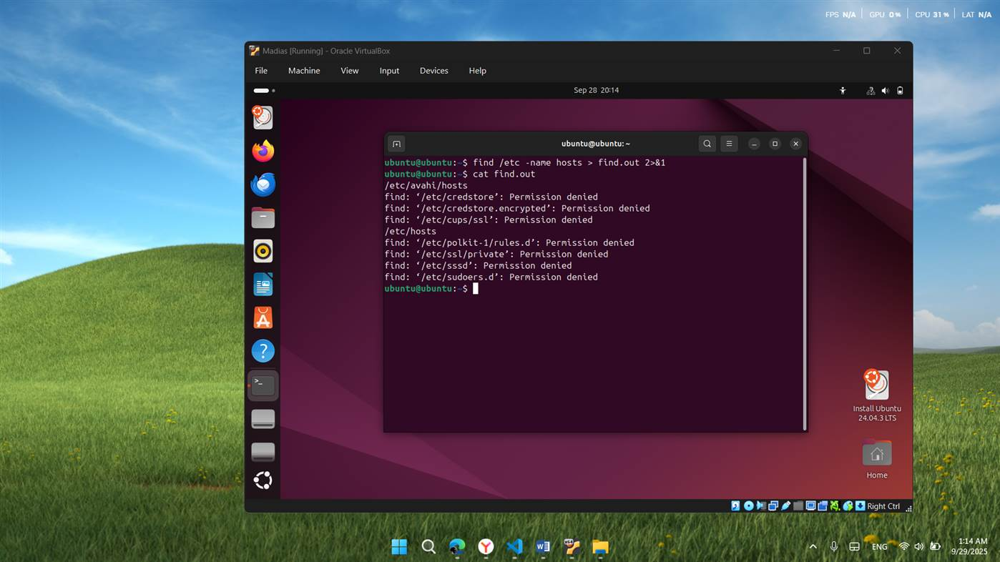 FPS N/A GPU 0% CPU 31% LAT N/A
Madias [Running] - Oracle VirtualBox
File Machine View Input Devices Help
Sep 28 20:14
ubuntu@ubuntu: ~
ubuntu@ubuntu:~$ find /etc -name hosts > find.out 2>&1
ubuntu@ubuntu:~$ cat find.out
/etc/avahi/hosts
find: ‘/etc/credstore’: Permission denied
find: ‘/etc/credstore.encrypted’: Permission denied
find: ‘/etc/cups/ssl’: Permission denied
/etc/hosts
find: ‘/etc/polkit-1/rules.d’: Permission denied
find: ‘/etc/ssl/private’: Permission denied
find: ‘/etc/sssd’: Permission denied
find: ‘/etc/sudoers.d’: Permission denied
ubuntu@ubuntu:~$
Install Ubuntu
24.04.3 LTS
Home
Right Ctrl
ENG
1:14 AM
9/29/2025